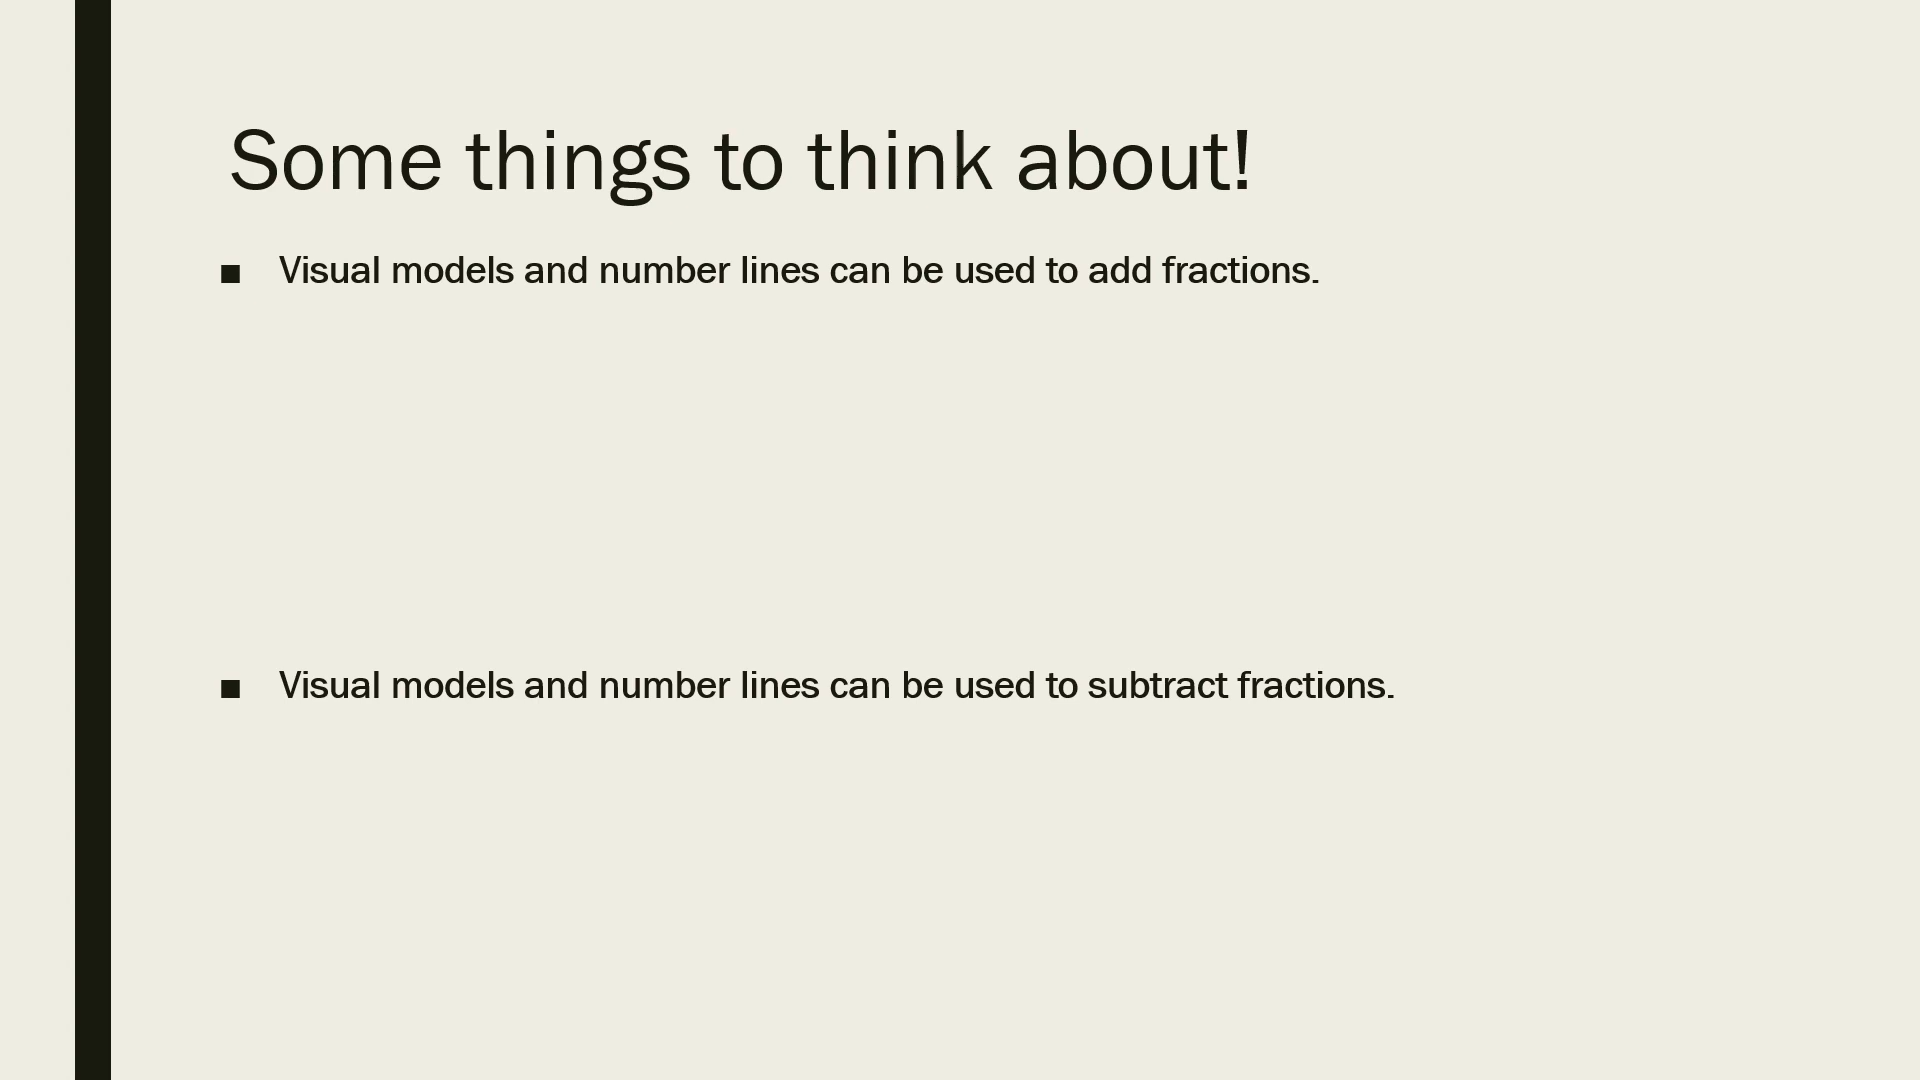 Some things to think about!
■ Visual models and number lines can be used to add fractions.
■ Visual models and number lines can be used to subtract fractions.